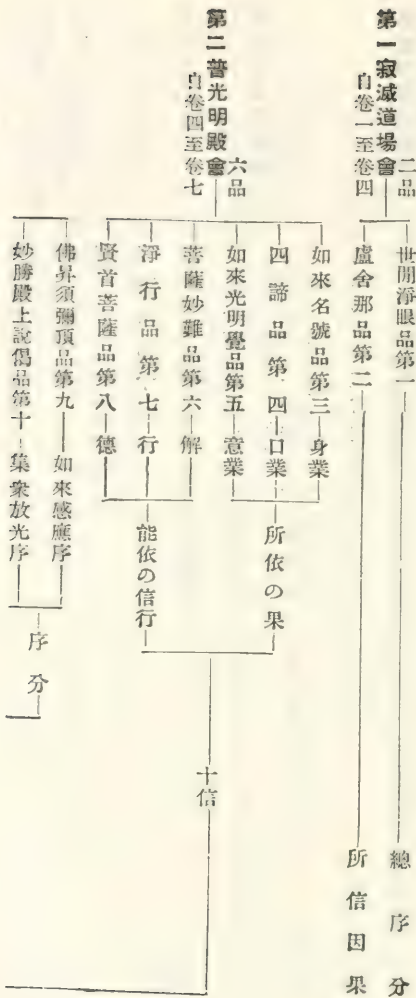 第一寂滅道場會
二品
自卷一至卷四
世間淨眼品第一
總序分
盧舍那品第二
所信因果
第二普光明殿會
六品
自卷四至卷七
如來名號品第三
身業
四諦品第四
口業
如來光明覺品第五
意業
所依の果
菩薩妙難品第六
解
淨行品第七
行
賢首菩薩品第八
德
能依の信行
十信
佛昇須彌頂品第九
如來感應序
妙勝殿上說偈品第十
集衆放光序
序分